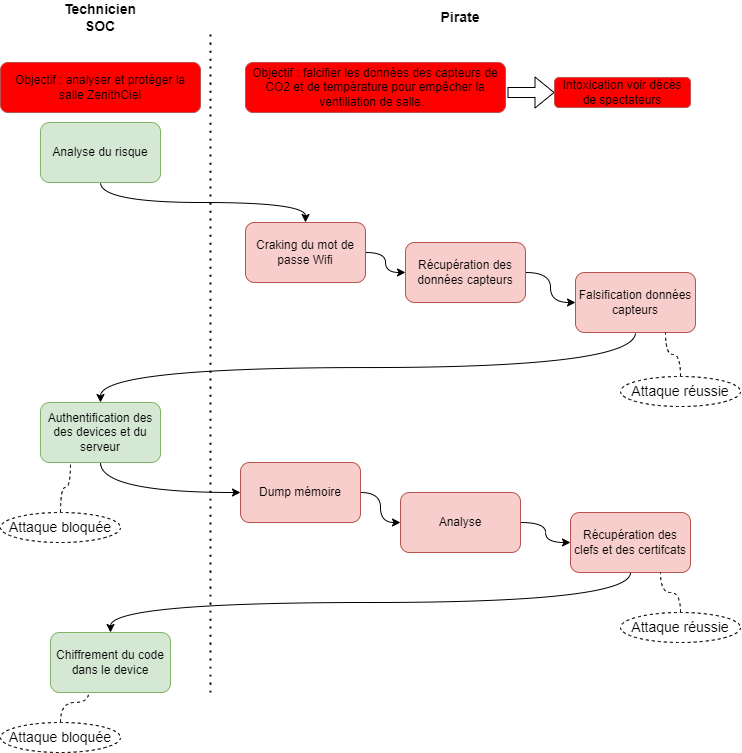 Technicien
SOC
Pirate
Objectif : analyser et protéger la
salle ZenithCiel
Objectif : falcifier les données des capteurs de
CO2 et de température pour empêcher la
ventiliation de salle.
Intoxication voir décès
de spectateurs
Analyse du risque
Craking du mot de
passe Wifi
Récupération des
données capteurs
Falsification données
capteurs
Attaque réussie
Authentification des
des devices et du
serveur
Attaque bloquée
Dump mémoire
Analyse
Récupération des
clefs et des certifcats
Attaque réussie
Chiffrement du code
dans le device
Attaque bloquée